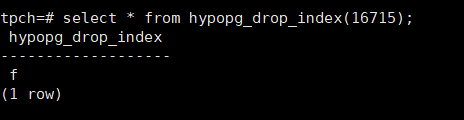 tpch=# select * from hypopg_drop_index(16715);
 hypopg_drop_index
-------------------
 f
(1 row)